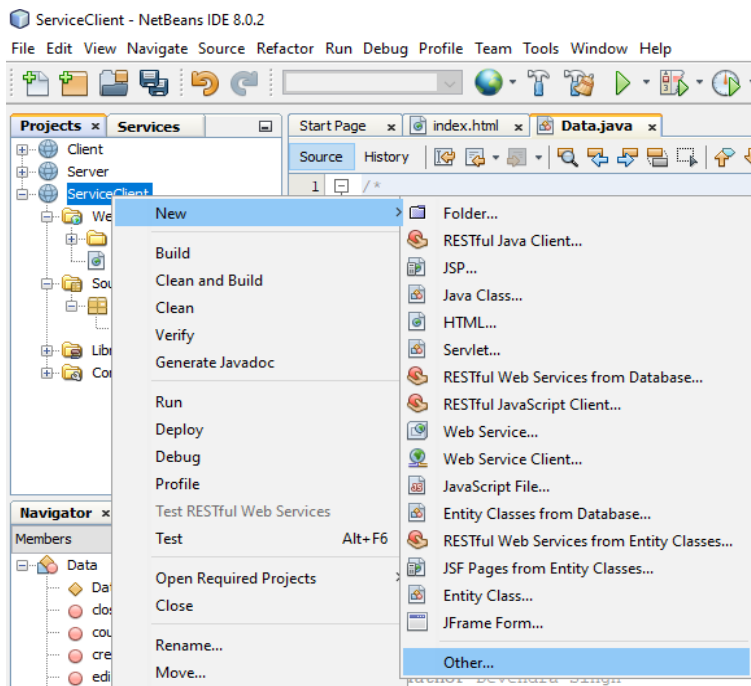 ServiceClient - NetBeans IDE 8.0.2
File Edit View Navigate Source Refactor Run Debug Profile Team Tools Window Help
Projects × Services
Start Page × index.html × Data.java ×
Client
Server
ServiceClient
Source History
1 /*
New
Build
Clean and Build
Clean
Verify
Generate Javadoc
Run
Deploy
Debug
Profile
Test RESTful Web Services
Test Alt+F6
Open Required Projects
Close
Rename...
Move...
Folder...
RESTful Java Client...
JSP...
Java Class...
HTML...
Servlet...
RESTful Web Services from Database...
RESTful JavaScript Client...
Web Service...
Web Service Client...
JavaScript File...
Entity Classes from Database...
RESTful Web Services from Entity Classes...
JSF Pages from Entity Classes...
Entity Class...
JFrame Form...
Other...
Navigator ×
Members
Data